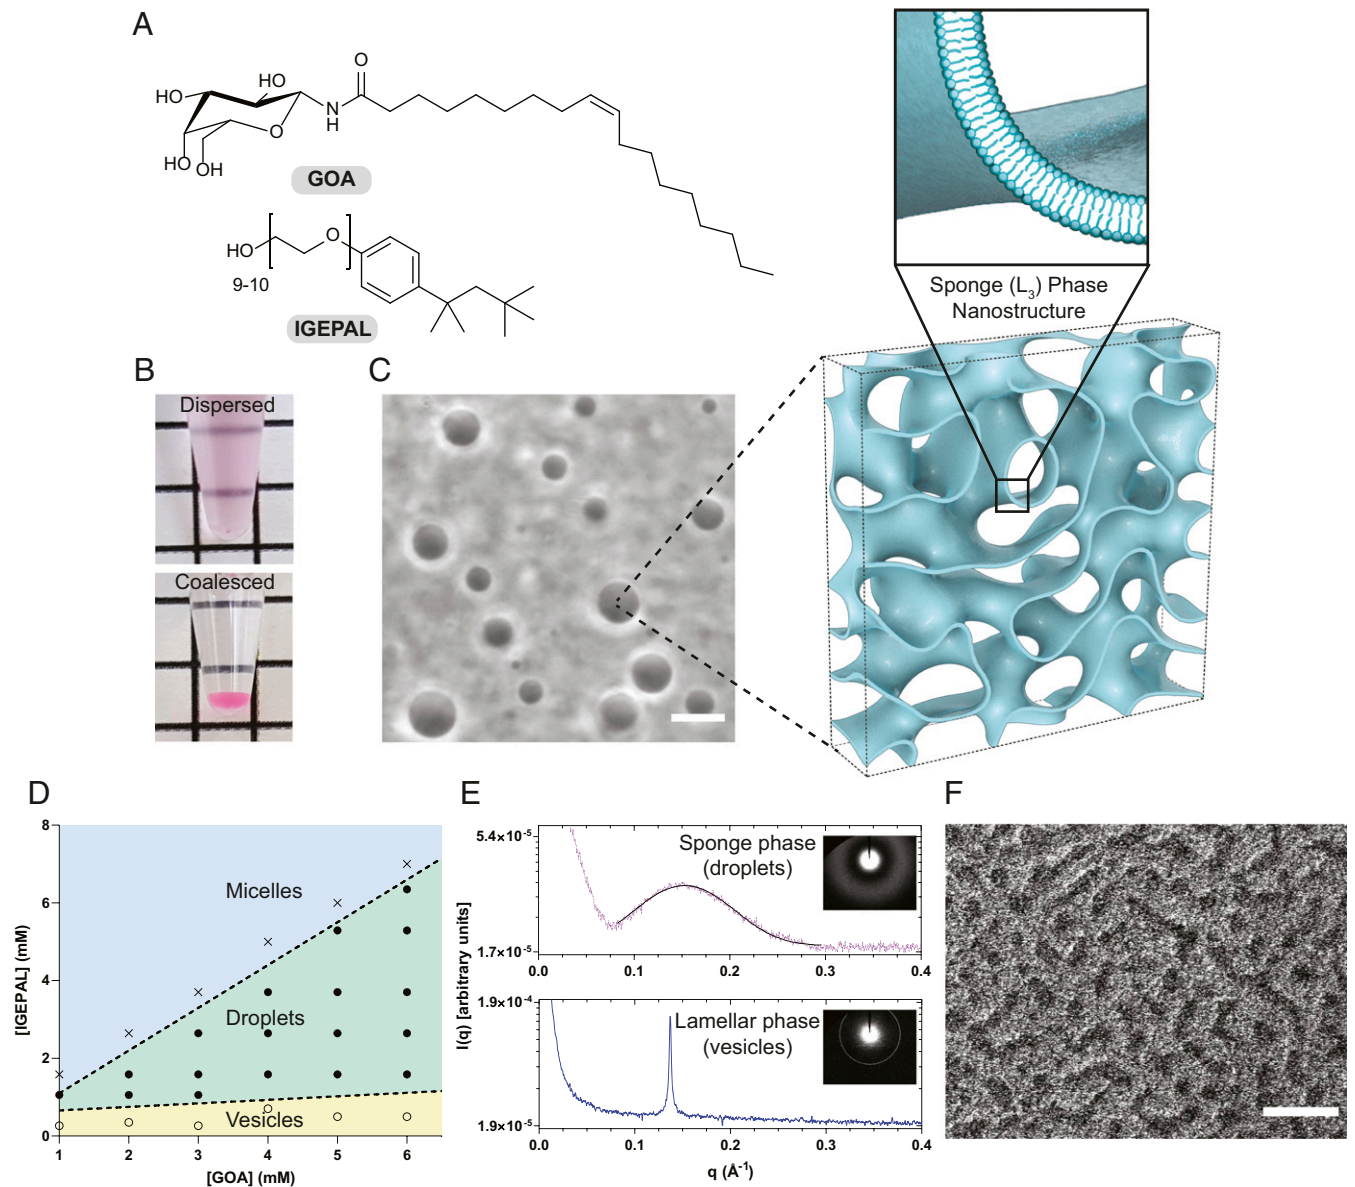 A
HO
HO
O
N
H
O
HO
OH
GOA
HO
O
9-10
IGEPAL
Sponge (L3) Phase
Nanostructure
B
Dispersed
Coalesced
C
D
8
6
4
2
0
[IGEPAL] (mM)
Micelles
Droplets
Vesicles
1 2 3 4 5 6
[GOA] (mM)
E
5.4×10-5
1.7×10-5
Sponge phase
(droplets)
0.0 0.1 0.2 0.3 0.4
I(q) [arbitrary units]
1.9×10-4
1.9×10-5
Lamellar phase
(vesicles)
0.0 0.1 0.2 0.3 0.4
q (Å-1)
F